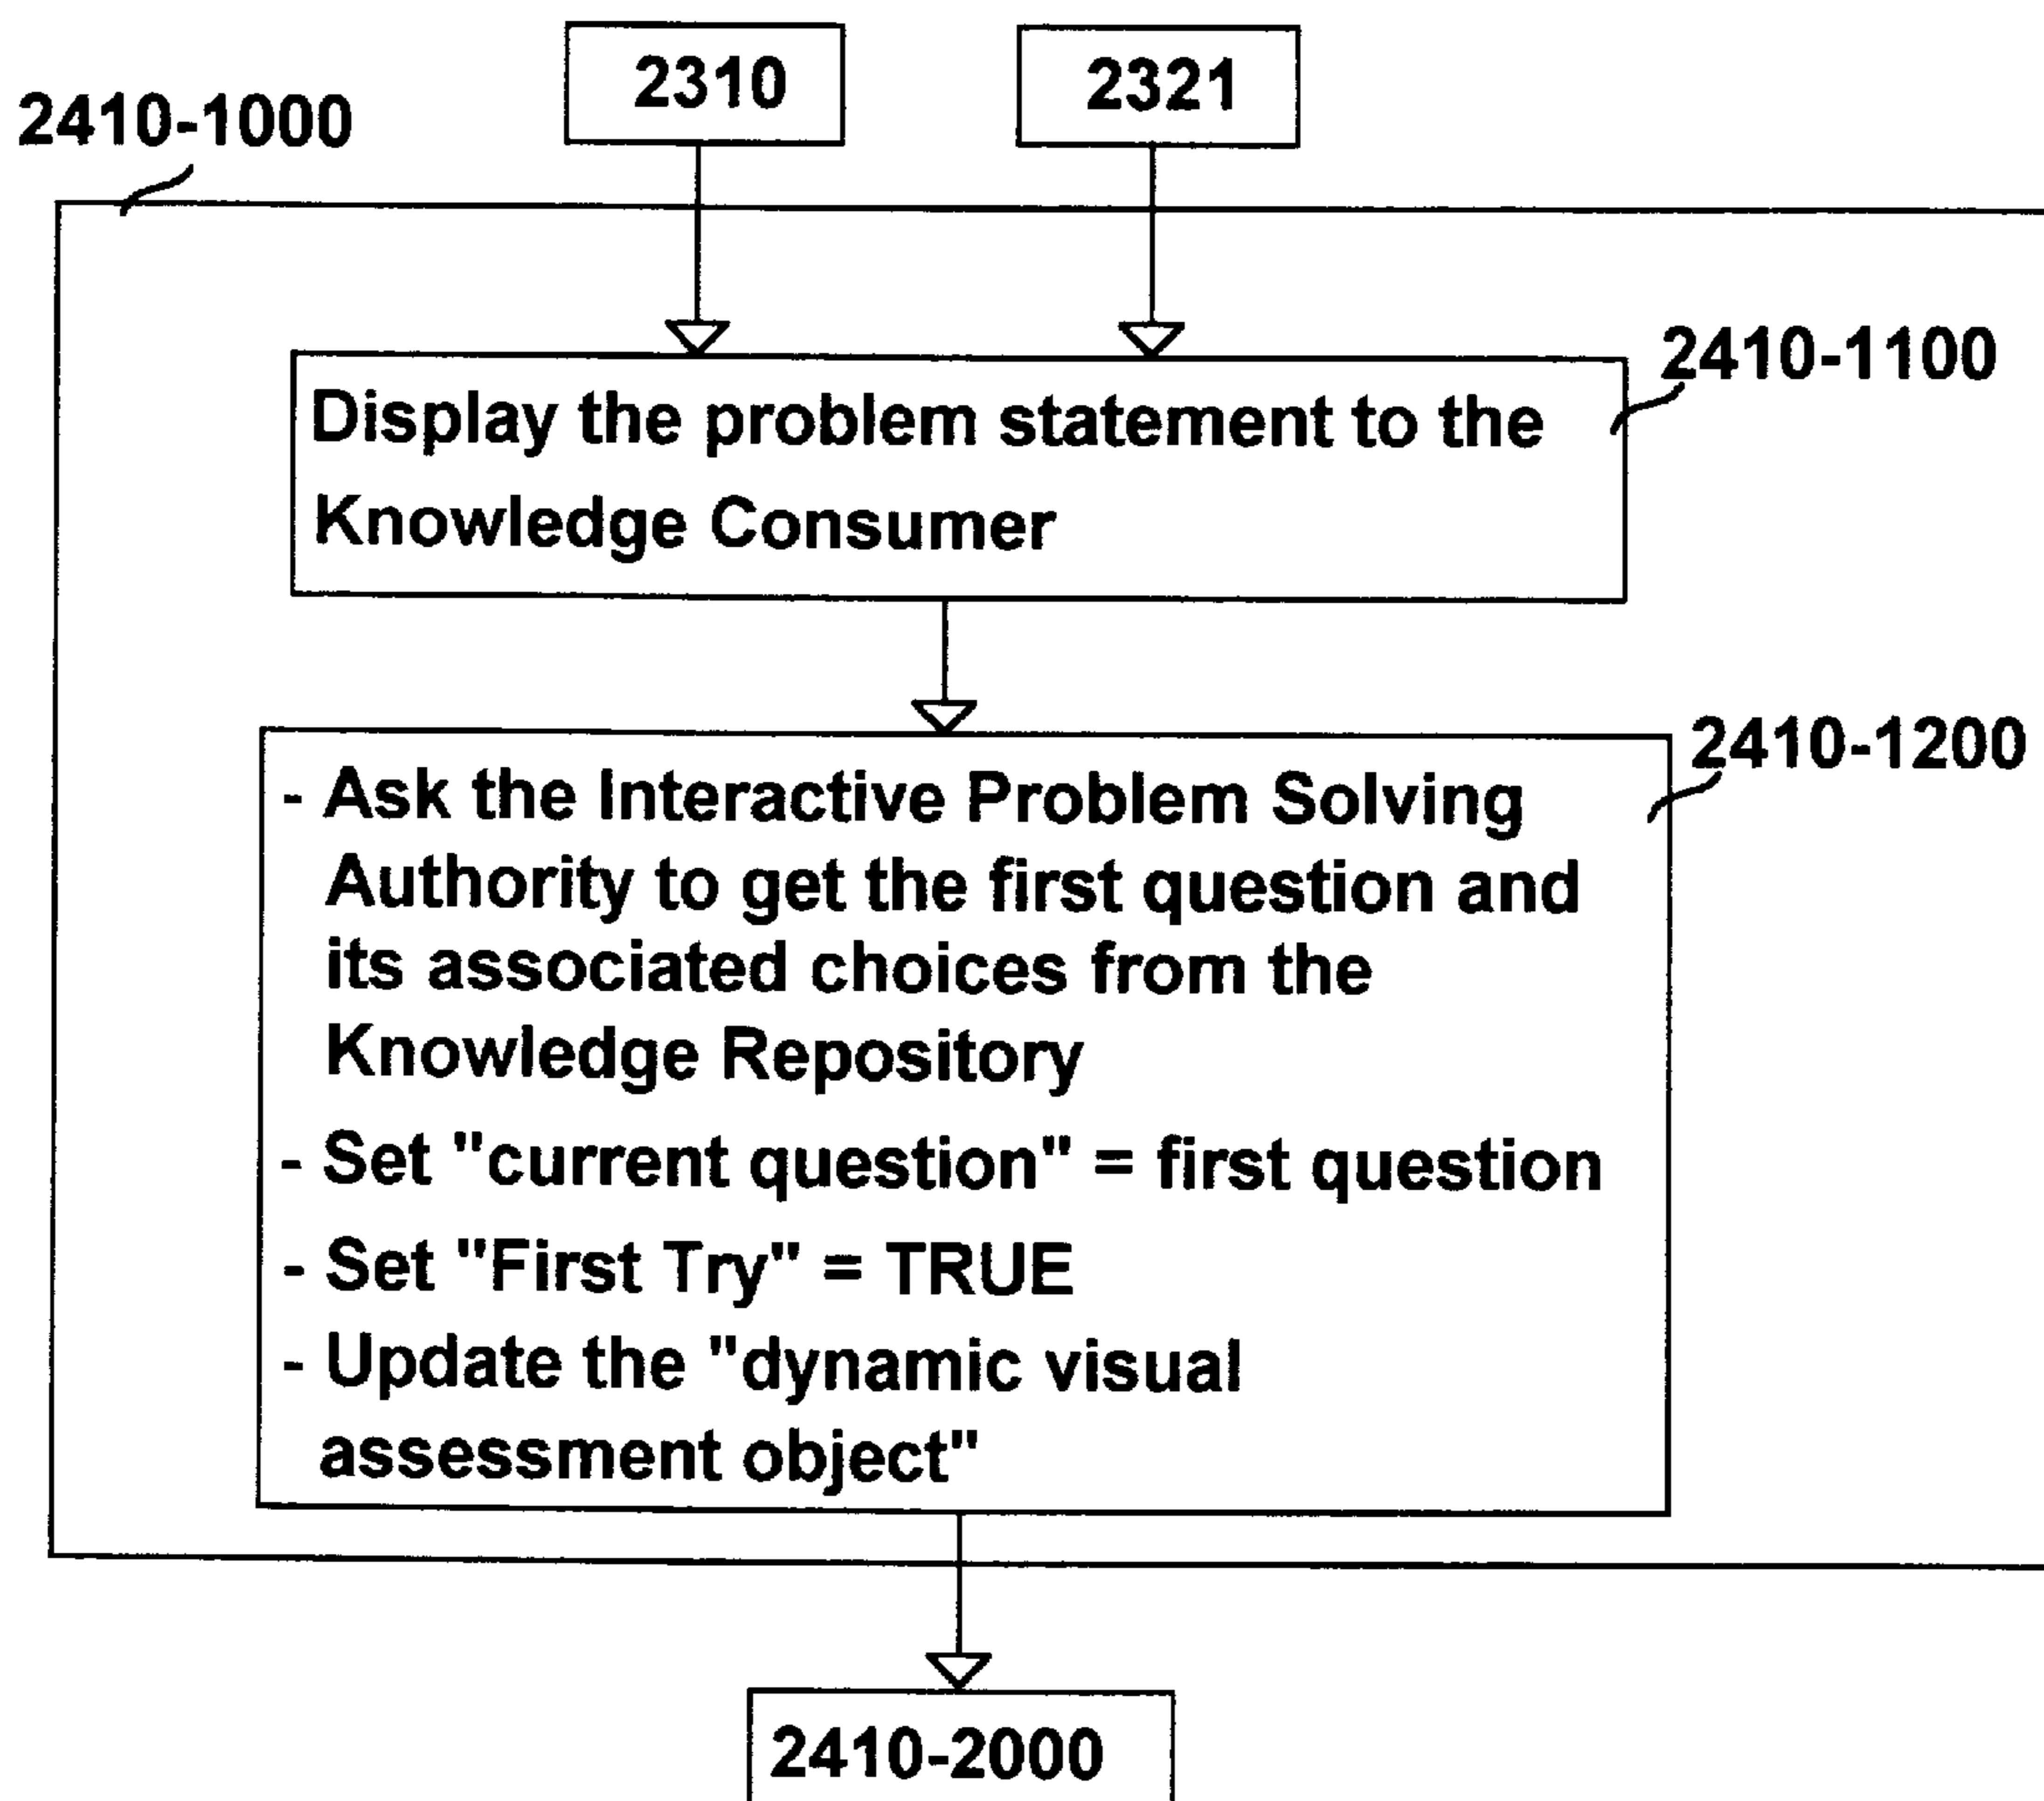 2310
2321
2410-1000
2410-1100
Display the problem statement to the
Knowledge Consumer
2410-1200
- Ask the Interactive Problem Solving
Authority to get the first question and
its associated choices from the
Knowledge Repository
- Set "current question" = first question
- Set "First Try" = TRUE
- Update the "dynamic visual
assessment object"
2410-2000